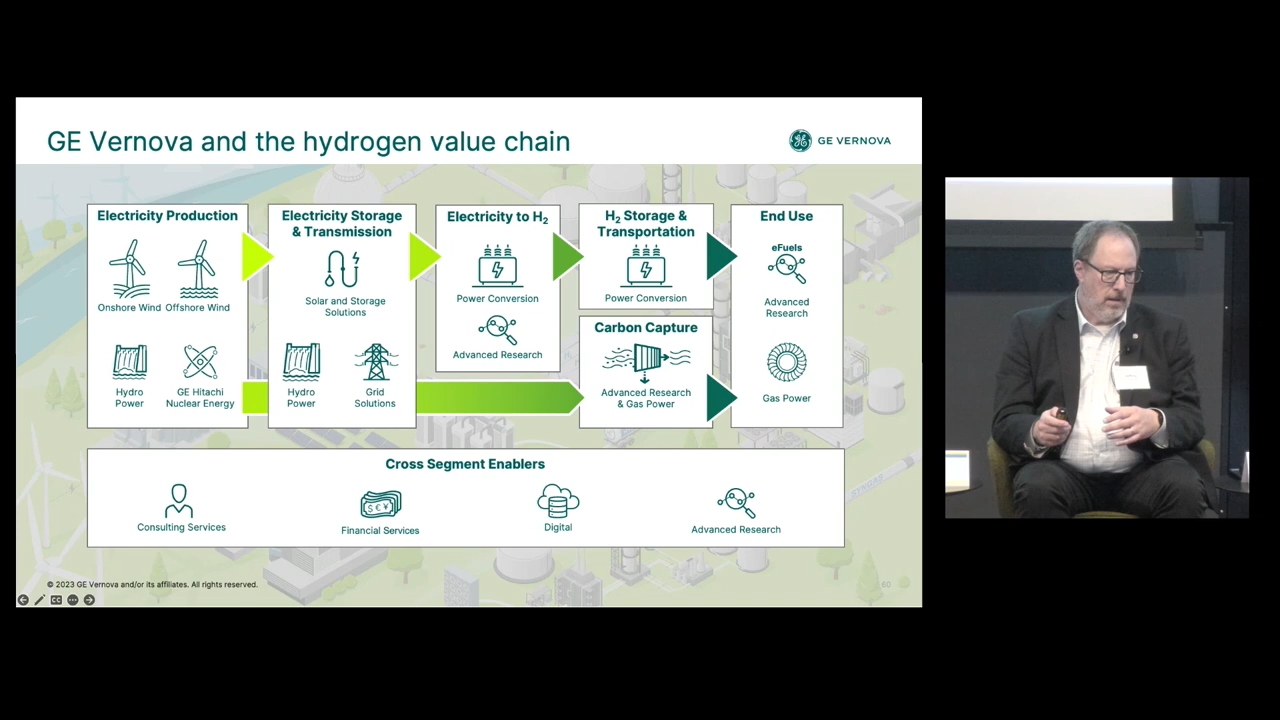 GE Vernova and the hydrogen value chain
GE VERNOVA
Electricity Production
Onshore Wind
Offshore Wind
Hydro
Power
GE Hitachi
Nuclear Energy
Electricity Storage
& Transmission
Solar and Storage
Solutions
Hydro
Power
Grid
Solutions
Electricity to H₂
Power Conversion
Advanced Research
H₂ Storage &
Transportation
Power Conversion
Carbon Capture
Advanced Research
& Gas Power
End Use
eFuels
Advanced
Research
Gas Power
Cross Segment Enablers
Consulting Services
$ € ¥
Financial Services
Digital
Advanced Research
SYNGAS
© 2023 GE Vernova and/or its affiliates. All rights reserved.
60
CC